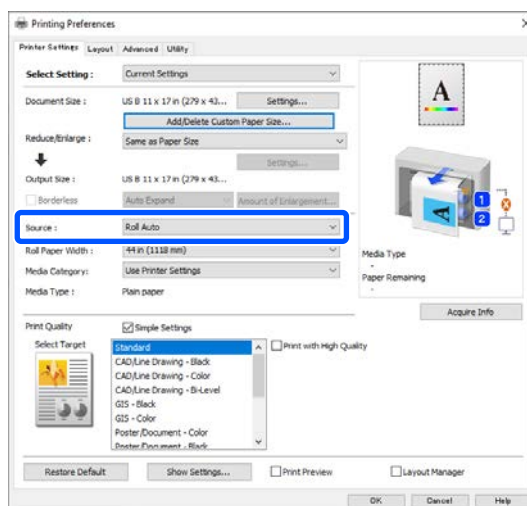 Printing Preferences
Printer Settings Layout Advanced Utility
Select Setting : Current Settings
Document Size : US B 11 x 17 in (279 x 43... Settings...
Add/Delete Custom Paper Size...
Reduce/Enlarge : Same as Paper Size
Settings...
Output Size : US B 11 x 17 in (279 x 43...
Borderless Auto Expand Amount of Enlargement...
Source : Roll Auto
Roll Paper Width : 44 in (1118 mm)
Media Category: Use Printer Settings
Media Type : Plain paper
A
1
2
Media Type
-
Paper Remaining
-
Acquire Info
Print Quality Simple Settings
Select Target
Standard
CAD/Line Drawing - Black
CAD/Line Drawing - Color
CAD/Line Drawing - Bi-Level
GIS - Black
GIS - Color
Poster/Document - Color
Poster/Document - Black
Print with High Quality
Restore Default Show Settings... Print Preview Layout Manager
OK Cancel Help